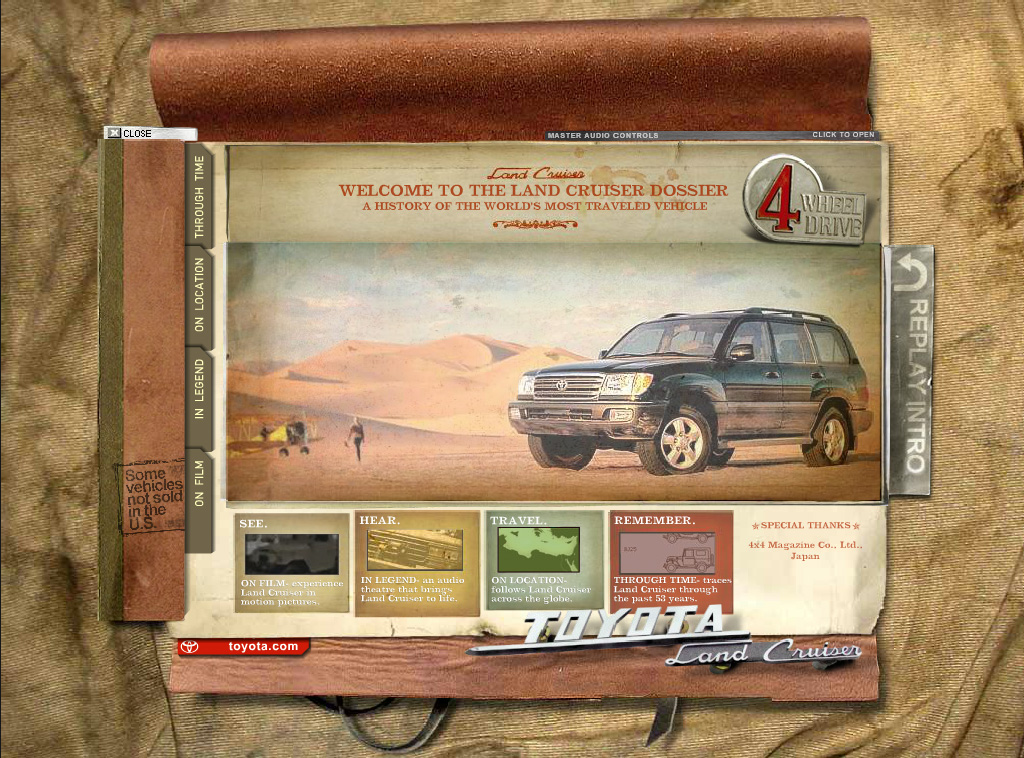 CLOSE
MASTER AUDIO CONTROLS
CLICK TO OPEN
Land Cruiser
WELCOME TO THE LAND CRUISER DOSSIER
A HISTORY OF THE WORLD'S MOST TRAVELED VEHICLE
4 WHEEL
DRIVE
THROUGH TIME
ON LOCATION
IN LEGEND
ON FILM
REPLAY INTRO
Some
vehicles
not sold
in the
U.S.
SEE.
ON FILM- experience
Land Cruiser in
motion pictures.
HEAR.
IN LEGEND- an audio
theatre that brings
Land Cruiser to life.
TRAVEL.
ON LOCATION-
follows Land Cruiser
across the globe.
REMEMBER.
THROUGH TIME- traces
Land Cruiser through
the past 53 years.
SPECIAL THANKS
4x4 Magazine Co., Ltd.,
Japan
TOYOTA
Land Cruiser
toyota.com